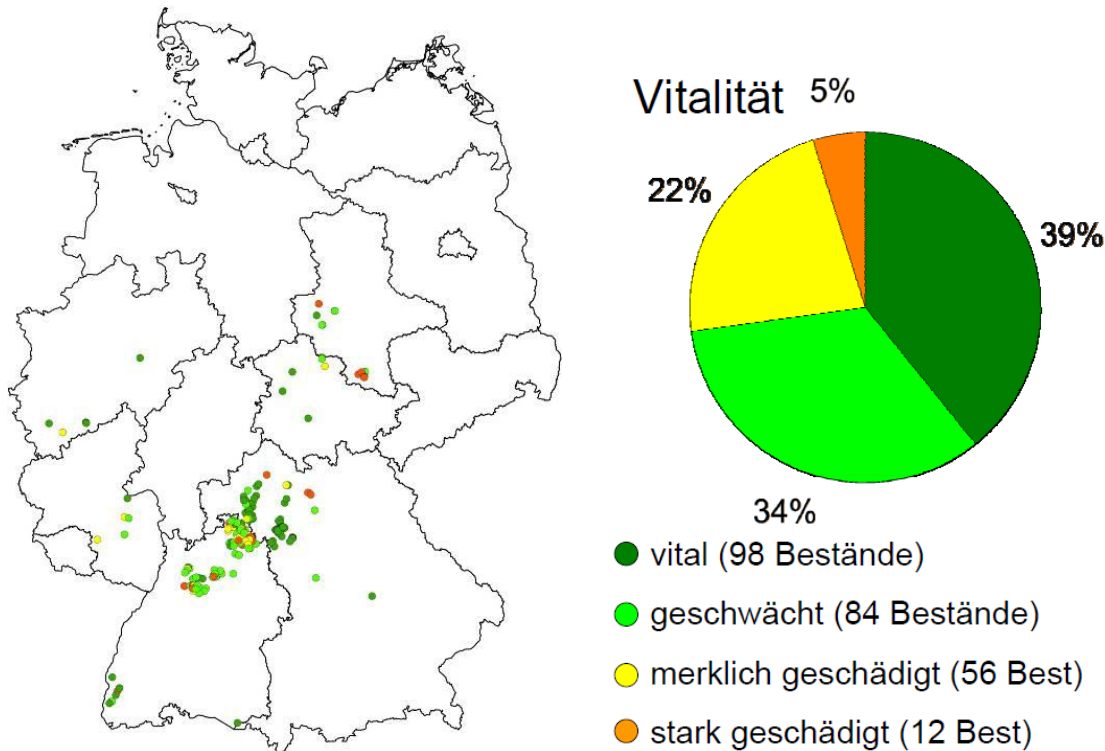 Vitalität
5%
22%
39%
34%
vital (98 Bestände)
geschwächt (84 Bestände)
merklich geschädigt (56 Best)
stark geschädigt (12 Best)